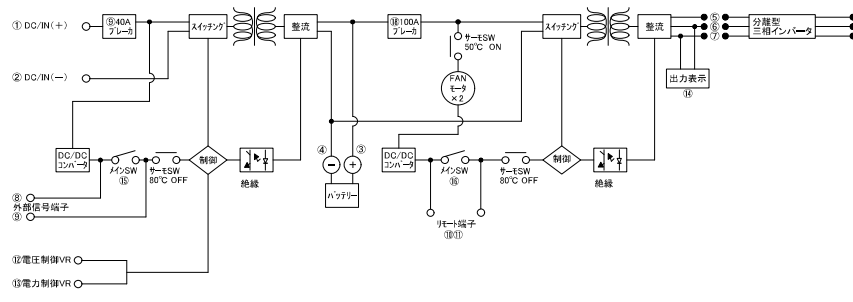 ① DC/IN(+)
⑨40A
ブレーカ
スイッチング
整流
⑱100A
ブレーカ
サーモSW
50℃ ON
スイッチング
整流
⑤
⑥
⑦
分離型
三相インバータ
② DC/IN(−)
FAN
モータ
×2
出力表示
⑭
DC/DC
コンバータ
メインSW
⑮
サーモSW
80℃ OFF
制御
絶縁
④
③
−
+
バッテリー
DC/DC
コンバータ
メインSW
⑯
サーモSW
80℃ OFF
制御
絶縁
⑧
外部信号端子
⑨
リモート端子
⑩⑪
⑫電圧制御VR
⑬電力制御VR